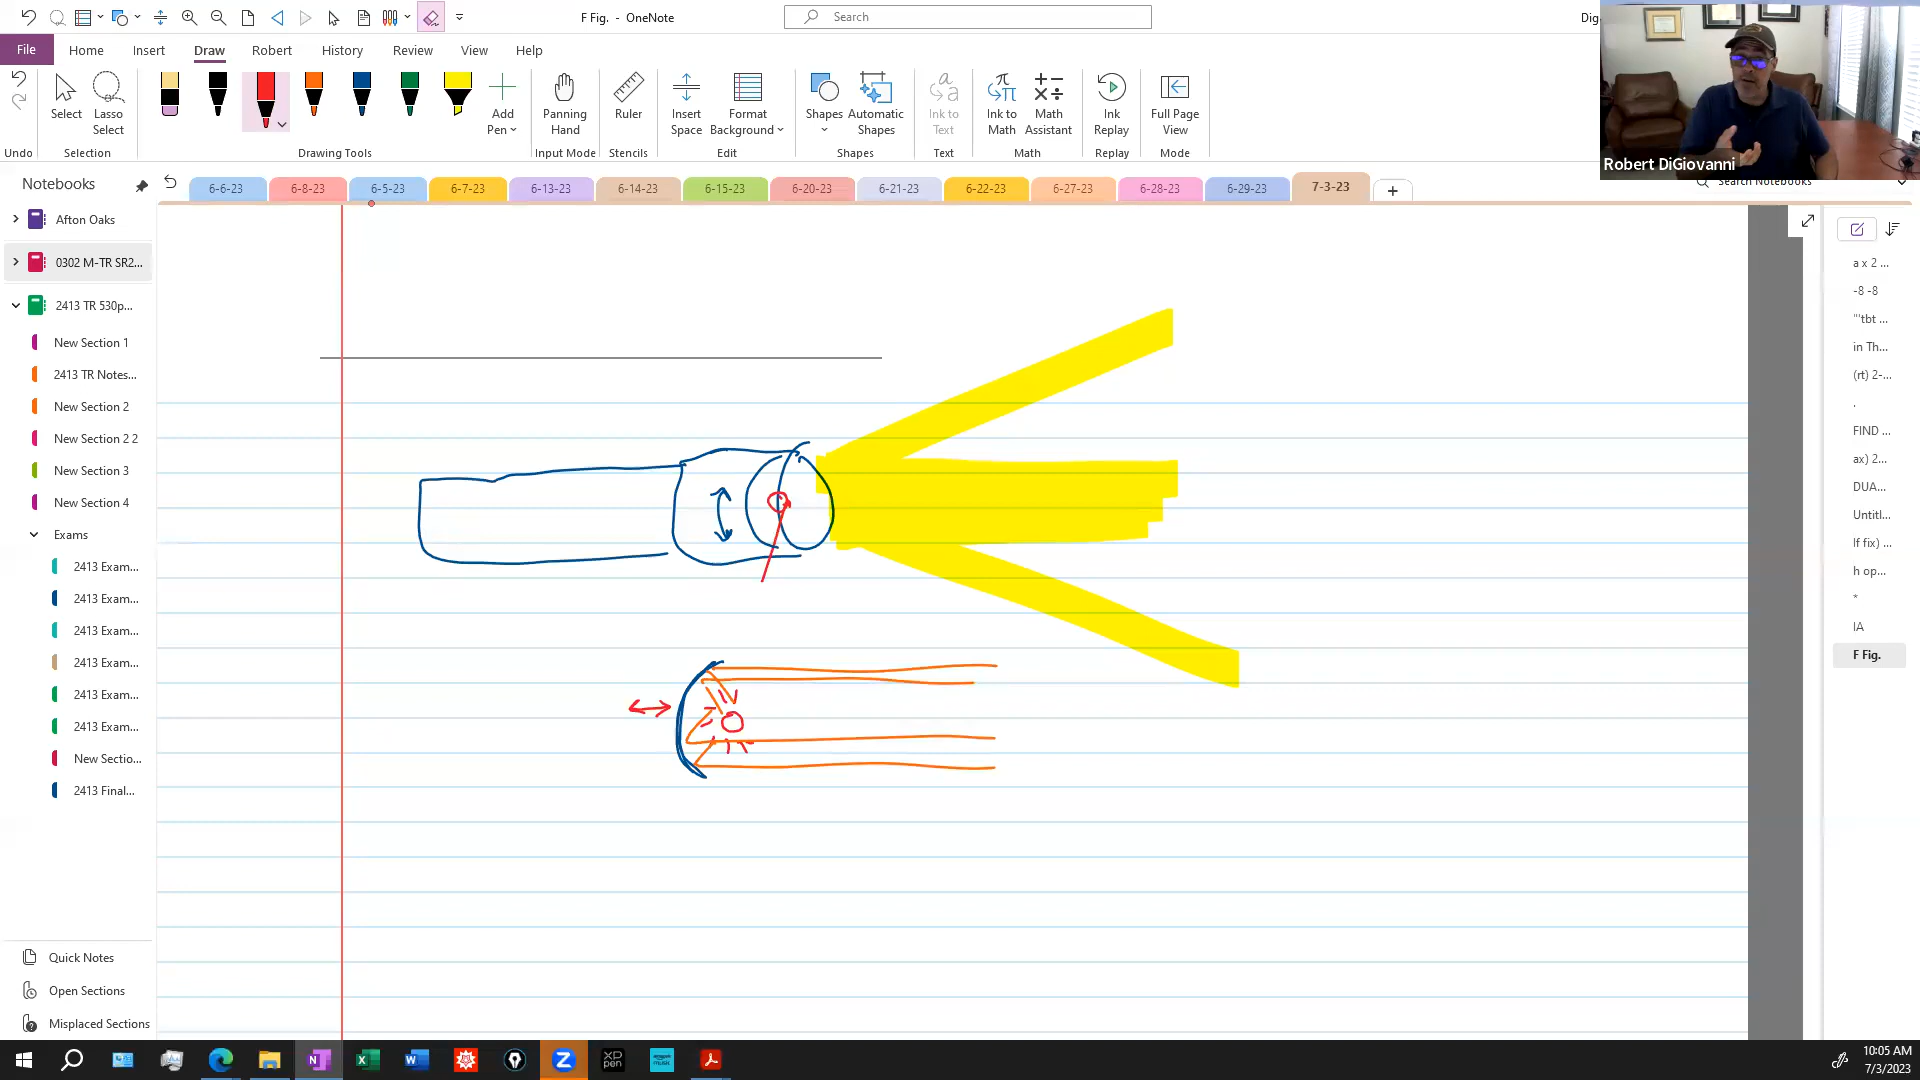 F Fig. - OneNote
Search
Dig
File
Home
Insert
Draw
Robert
History
Review
View
Help
Select
Lasso
Select
Add
Pen
Panning
Hand
Ruler
Insert
Space
Format
Background
Shapes
Automatic
Shapes
Ink to
Text
Ink to
Math
Math
Assistant
Ink
Replay
Full Page
View
Undo
Selection
Drawing Tools
Input Mode
Stencils
Edit
Shapes
Text
Math
Replay
Mode
Robert DiGiovanni
Search Notebooks
Notebooks
6-6-23
6-8-23
6-5-23
6-7-23
6-13-23
6-14-23
6-15-23
6-20-23
6-21-23
6-22-23
6-27-23
6-28-23
6-29-23
7-3-23
+
Afton Oaks
0302 M-TR SR2...
2413 TR 530p...
New Section 1
2413 TR Notes...
New Section 2
New Section 2 2
New Section 3
New Section 4
Exams
2413 Exam...
2413 Exam...
2413 Exam...
2413 Exam...
2413 Exam...
2413 Exam...
New Sectio...
2413 Final...
Quick Notes
Open Sections
Misplaced Sections
a x 2 ...
-8 -8
"'tbt ...
in Th...
(rt) 2-...
.
FIND ...
ax) 2...
DUA...
Untitl...
If fix) ...
h op...
*
IA
F Fig.
XP
pen
10:05 AM
7/3/2023